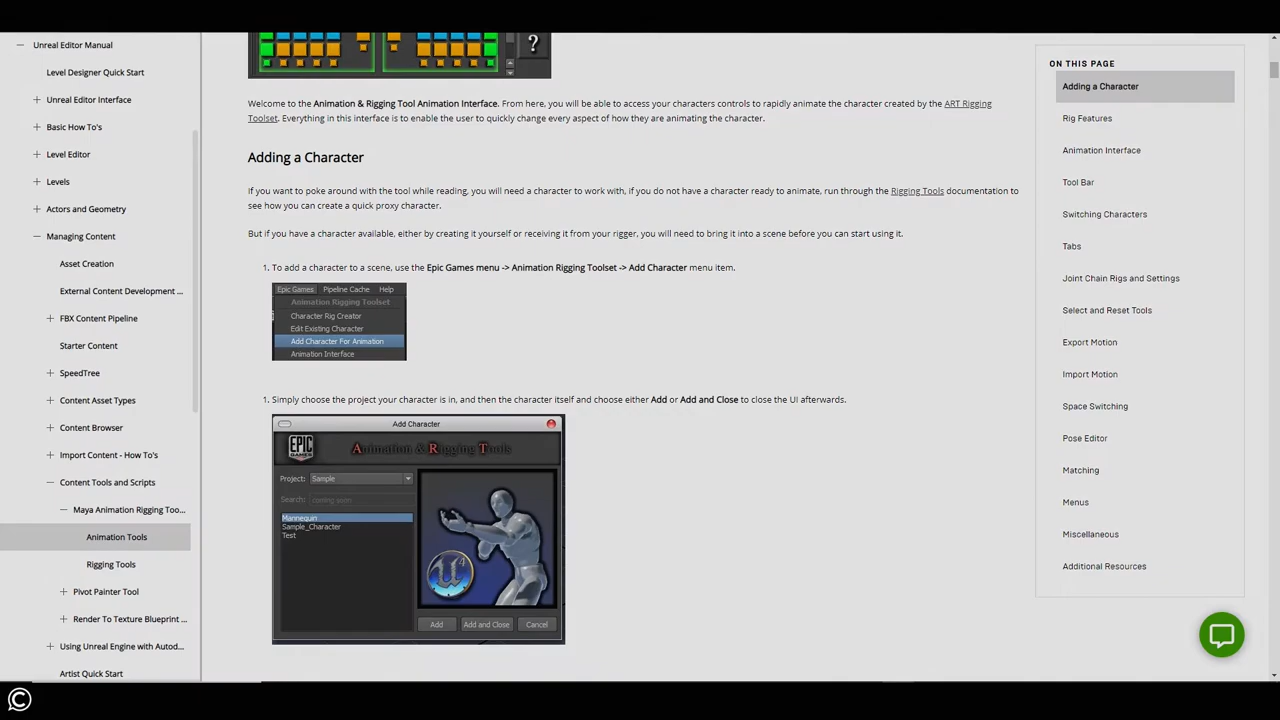 Unreal Editor Manual
Level Designer Quick Start
Unreal Editor Interface
Basic How To's
Level Editor
Levels
Actors and Geometry
Managing Content
Asset Creation
External Content Development ...
FBX Content Pipeline
Starter Content
SpeedTree
Content Asset Types
Content Browser
Import Content - How To's
Content Tools and Scripts
Maya Animation Rigging Too...
Animation Tools
Rigging Tools
Pivot Painter Tool
Render To Texture Blueprint ...
Using Unreal Engine with Autod...
Artist Quick Start
?
Welcome to the Animation & Rigging Tool Animation Interface. From here, you will be able to access your characters controls to rapidly animate the character created by the ART Rigging
Toolset. Everything in this interface is to enable the user to quickly change every aspect of how they are animating the character.
Adding a Character
If you want to poke around with the tool while reading, you will need a character to work with, if you do not have a character ready to animate, run through the Rigging Tools documentation to
see how you can create a quick proxy character.
But if you have a character available, either by creating it yourself or receiving it from your rigger, you will need to bring it into a scene before you can start using it.
1. To add a character to a scene, use the Epic Games menu -> Animation Rigging Toolset -> Add Character menu item.
Epic Games Pipeline Cache Help
Animation Rigging Toolset
Character Rig Creator
Edit Existing Character
Add Character For Animation
Animation Interface
1. Simply choose the project your character is in, and then the character itself and choose either Add or Add and Close to close the UI afterwards.
Add Character
EPIC GAMES Animation & Rigging Tools
Project: Sample
Search: coming soon
Mannequin
Sample_Character
Test
Add Add and Close Cancel
ON THIS PAGE
Adding a Character
Rig Features
Animation Interface
Tool Bar
Switching Characters
Tabs
Joint Chain Rigs and Settings
Select and Reset Tools
Export Motion
Import Motion
Space Switching
Pose Editor
Matching
Menus
Miscellaneous
Additional Resources